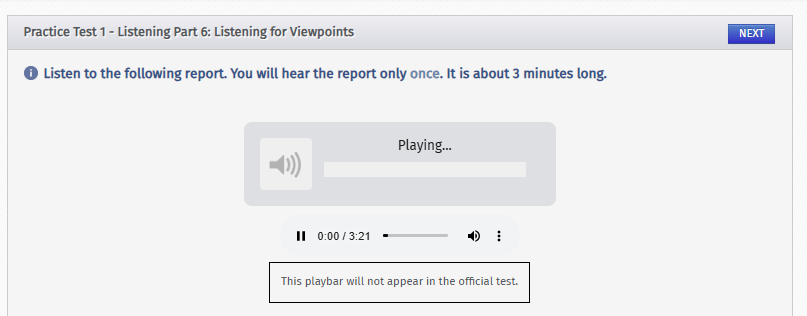 Practice Test 1 - Listening Part 6: Listening for Viewpoints
NEXT
Listen to the following report. You will hear the report only once. It is about 3 minutes long.
Playing...
0:00 / 3:21
This playbar will not appear in the official test.